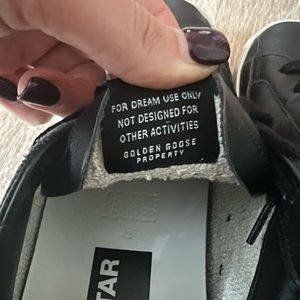 FOR DREAM USE ONLY
NOT DESIGNED FOR
OTHER ACTIVITIES
GOLDEN GOOSE
PROPERTY
STAR